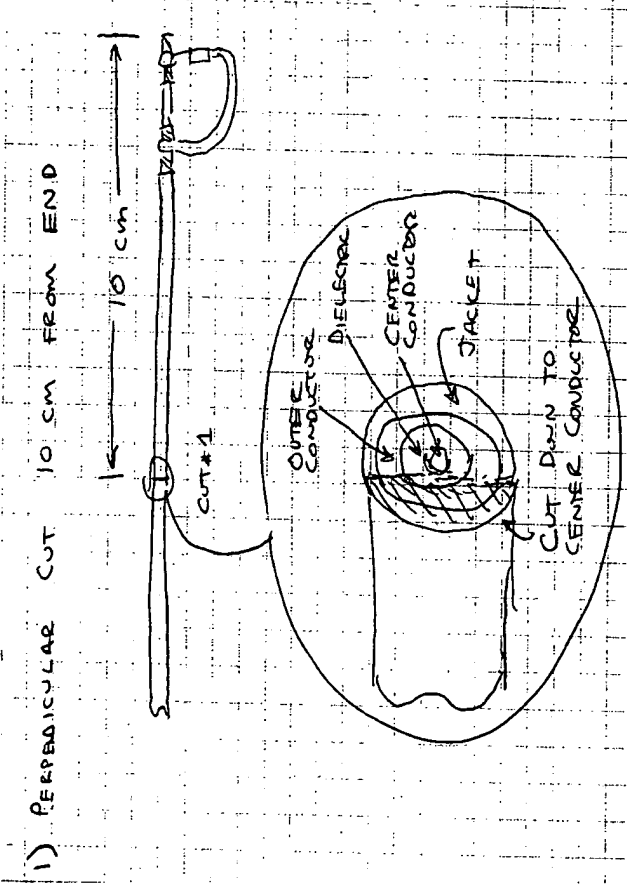 1) PERPENDICULAR CUT 10 cm FROM END
10 cm
CUT #1
OUTER
CONDUCTOR
DIELECTRIC
CENTER
CONDUCTOR
JACKET
CUT DOWN TO
CENTER CONDUCTOR